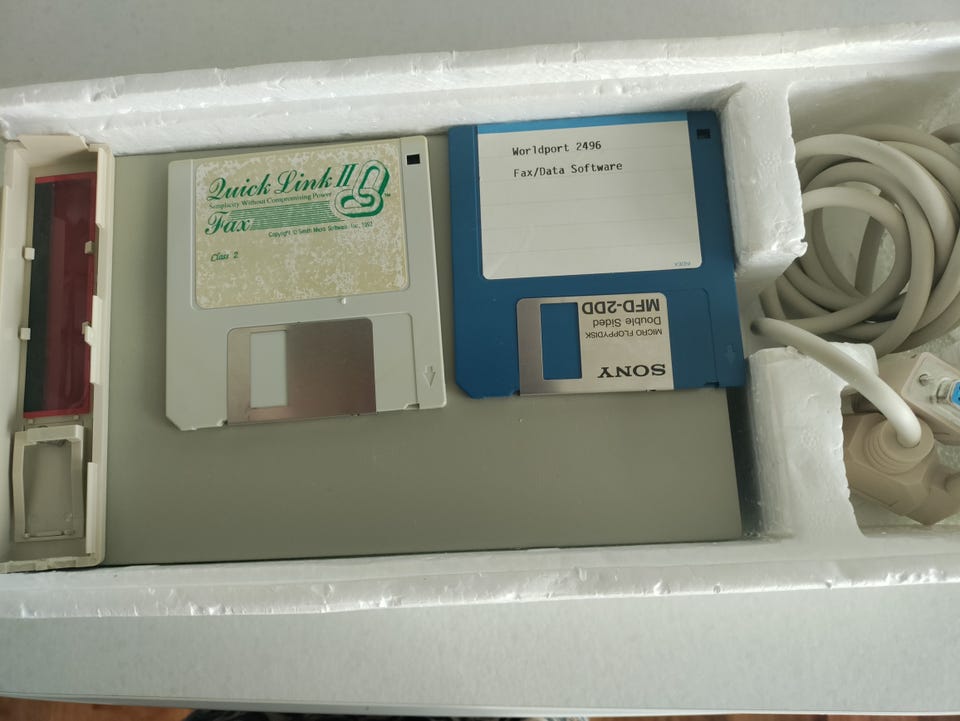 Quick Link II
Simplicity Without Compromising Power
Fax
Copyright © Smith Micro Software Inc., 1992
Class 2
Worldport 2496
Fax/Data Software
SONY
MICRO FLOPPYDISK
Double Sided
MFD-2DD